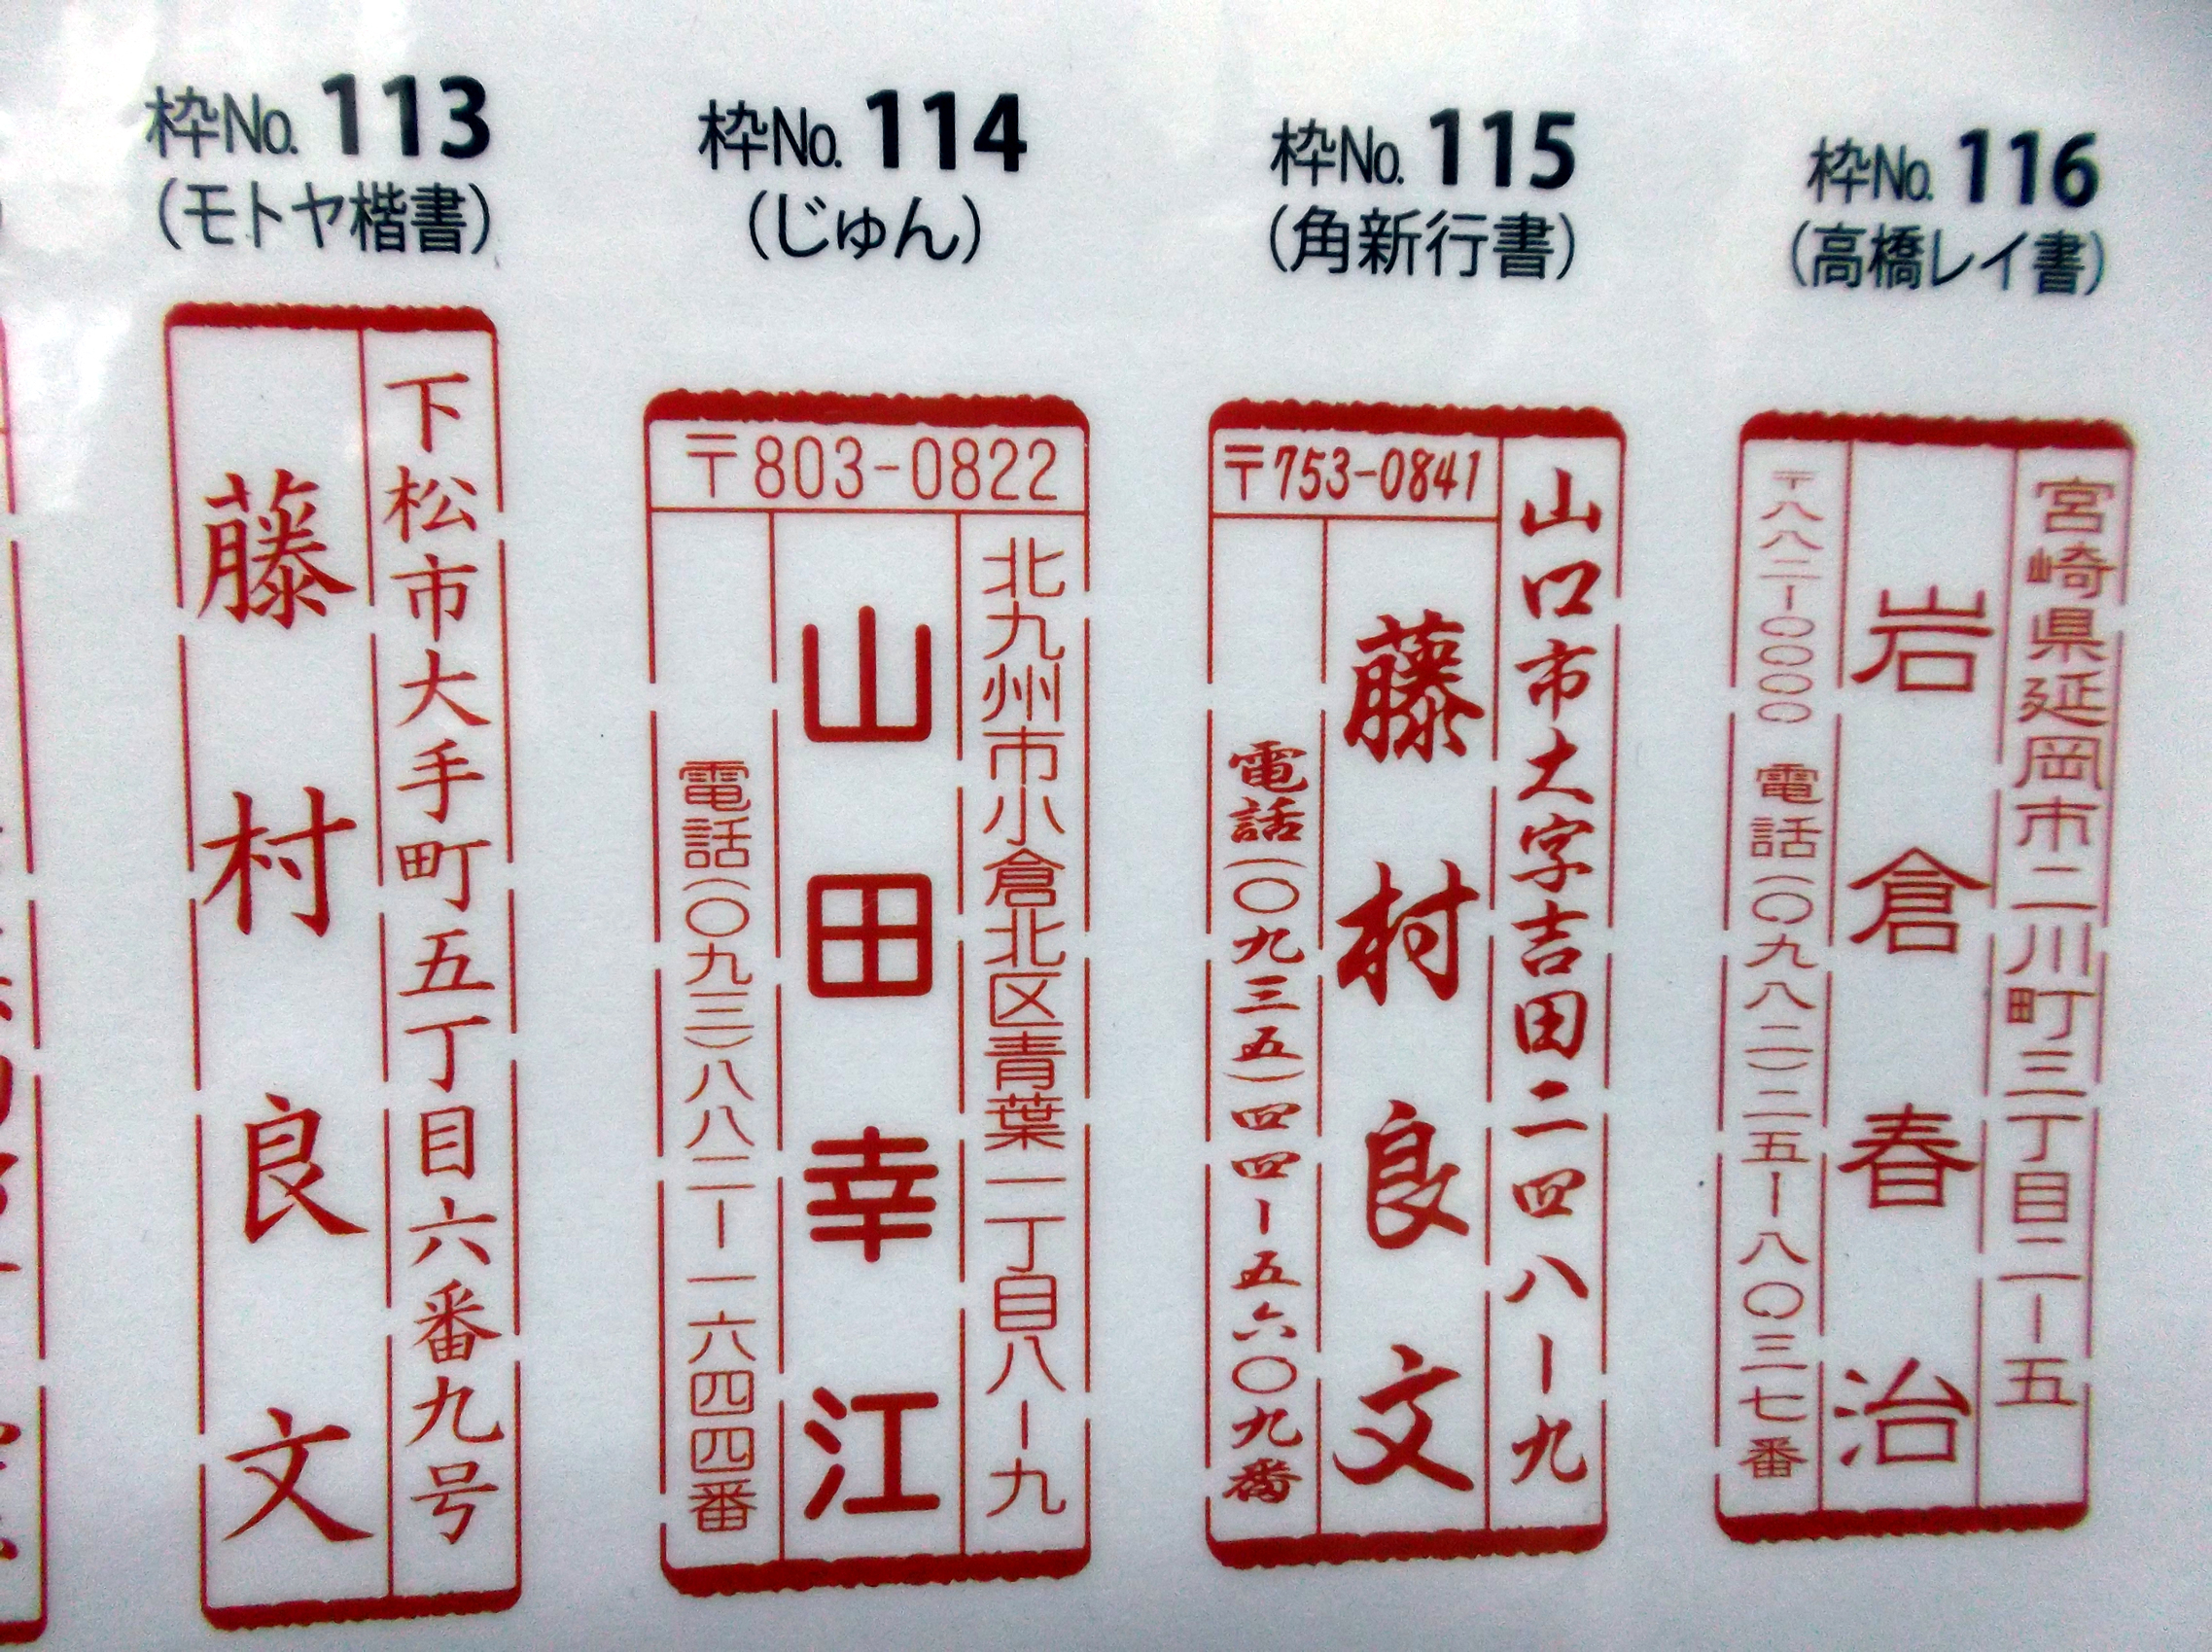 枠No. 113
(モトヤ楷書)
下松市大手町五丁目六番九号
藤村良文
枠No. 114
(じゅん)
〒803-0822
北九州市小倉北区青葉一丁目八ー九
山田幸江
電話(〇九三)八八二ー一六四四番
枠No. 115
(角新行書)
山口市大字吉田二四八ー九
〒753-0841
藤村良文
電話(〇九三五)四四ー五六〇九番
枠No. 116
(高橋レイ書)
宮崎県延岡市二川町三丁目二ー五
岩倉春治
〒八八二ー〇〇〇〇 電話(〇九八二)二五ー八〇三七番